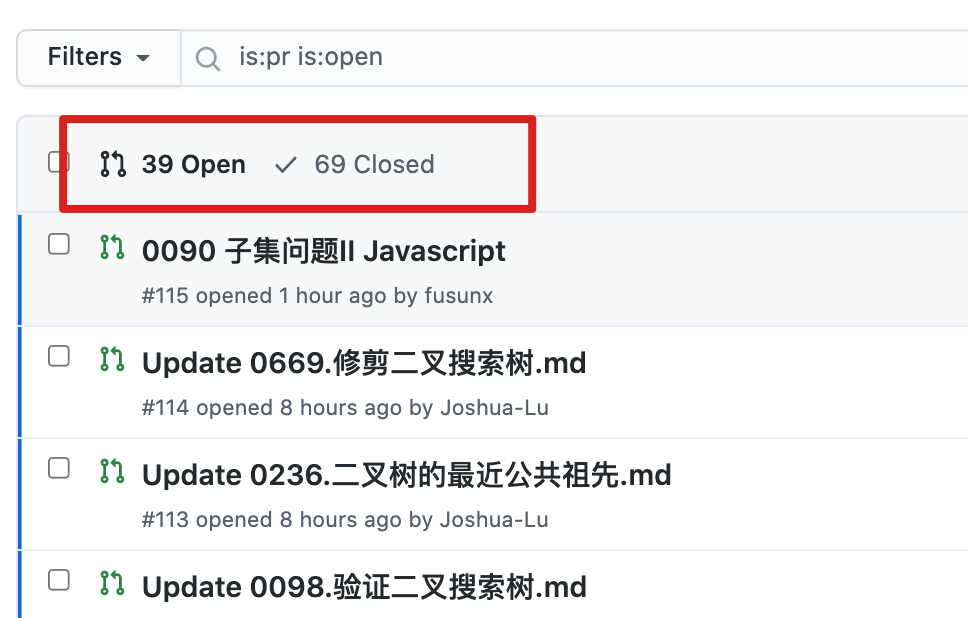 Filters
is:pr is:open
39 Open 69 Closed
0090 子集问题II Javascript
#115 opened 1 hour ago by fusunx
Update 0669.修剪二叉搜索树.md
#114 opened 8 hours ago by Joshua-Lu
Update 0236.二叉树的最近公共祖先.md
#113 opened 8 hours ago by Joshua-Lu
Update 0098.验证二叉搜索树.md